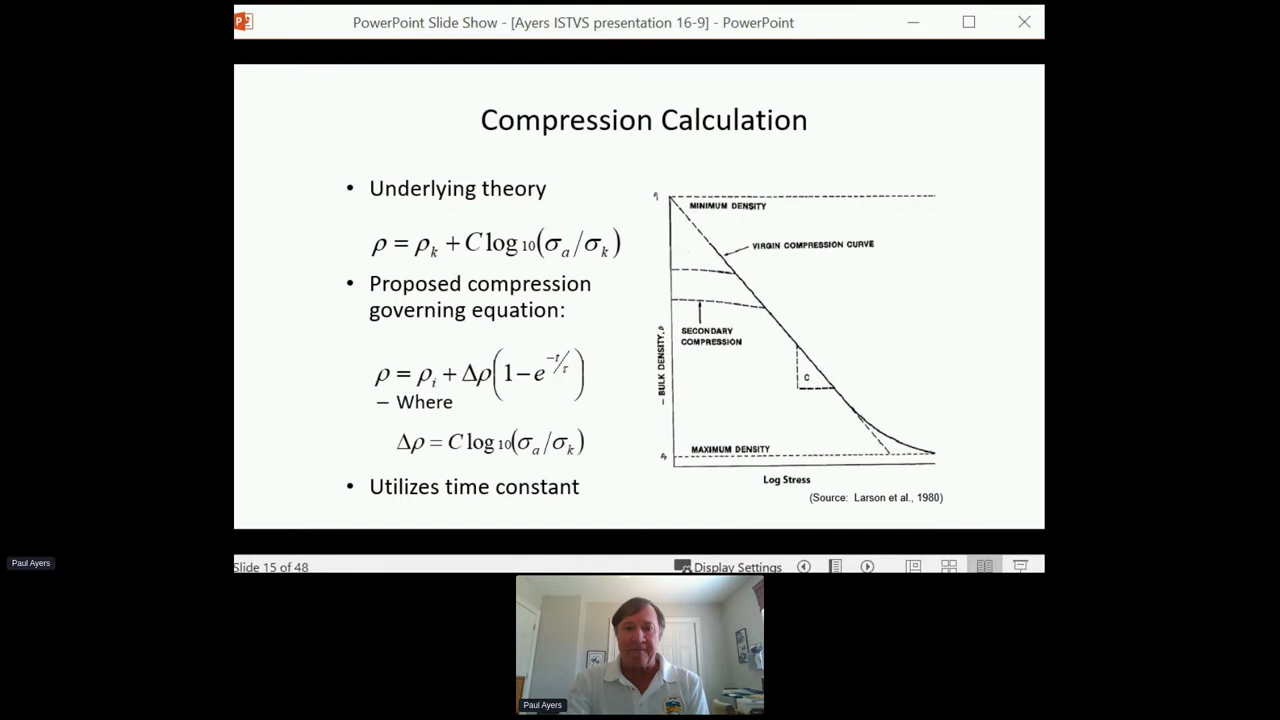 PowerPoint Slide Show - [Ayers ISTVS presentation 16-9] - PowerPoint
Compression Calculation
• Underlying theory
ρ = ρk + C log 10(σa/σk)
• Proposed compression
governing equation:
ρ = ρi + Δρ(1 − e^−t/τ)
– Where
Δρ = C log 10(σa/σk)
• Utilizes time constant
MINIMUM DENSITY
VIRGIN COMPRESSION CURVE
SECONDARY
COMPRESSION
C
— BULK DENSITY, ρ
MAXIMUM DENSITY
Log Stress
(Source: Larson et al., 1980)
Slide 15 of 48
Display Settings
Paul Ayers
Paul Ayers